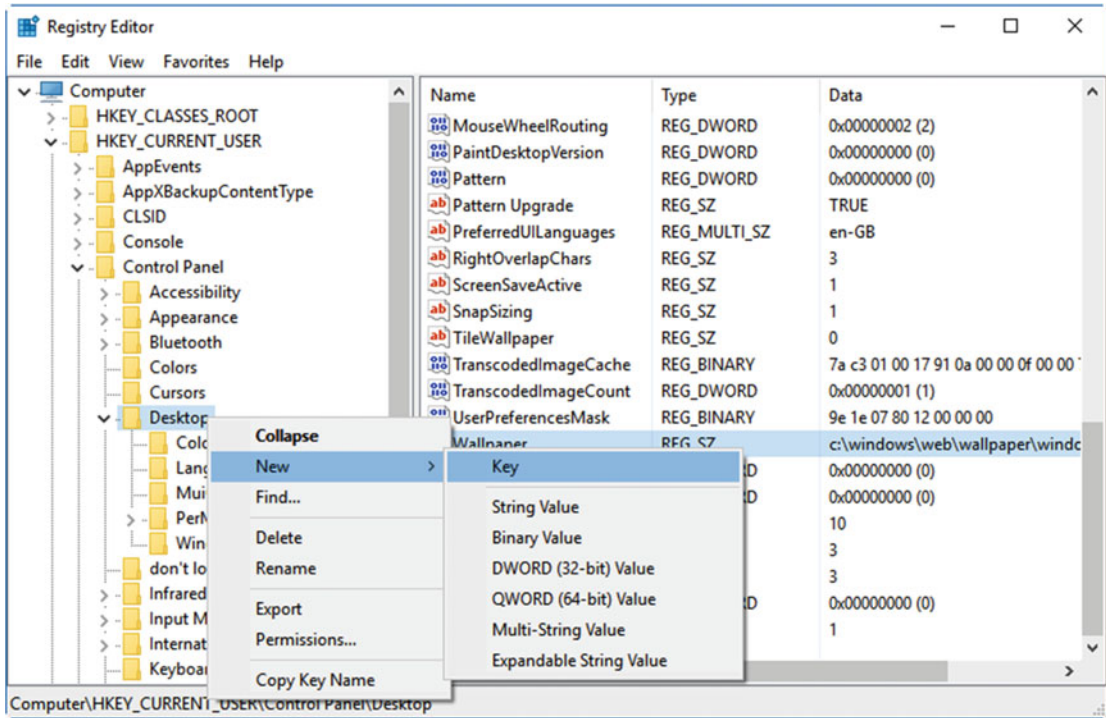 Registry Editor
File Edit View Favorites Help
Computer
HKEY_CLASSES_ROOT
HKEY_CURRENT_USER
AppEvents
AppXBackupContentType
CLSID
Console
Control Panel
Accessibility
Appearance
Bluetooth
Colors
Cursors
Desktop
Colo
Lang
Mui
PerM
Win
don't lo
Infrared
Input M
Internat
Keyboar
Name Type Data
MouseWheelRouting REG_DWORD 0x00000002 (2)
PaintDesktopVersion REG_DWORD 0x00000000 (0)
Pattern REG_DWORD 0x00000000 (0)
Pattern Upgrade REG_SZ TRUE
PreferredUILanguages REG_MULTI_SZ en-GB
RightOverlapChars REG_SZ 3
ScreenSaveActive REG_SZ 1
SnapSizing REG_SZ 1
TileWallpaper REG_SZ 0
TranscodedImageCache REG_BINARY 7a c3 01 00 17 91 0a 00 00 0f 00 00
TranscodedImageCount REG_DWORD 0x00000001 (1)
UserPreferencesMask REG_BINARY 9e 1e 07 80 12 00 00 00
Wallpaper REG_SZ c:\windows\web\wallpaper\windo
D 0x00000000 (0)
D 0x00000000 (0)
10
3
3
D 0x00000000 (0)
1
Collapse
New
Find...
Delete
Rename
Export
Permissions...
Copy Key Name
Key
String Value
Binary Value
DWORD (32-bit) Value
QWORD (64-bit) Value
Multi-String Value
Expandable String Value
Computer\HKEY_CURRENT_USER\Control Panel\Desktop